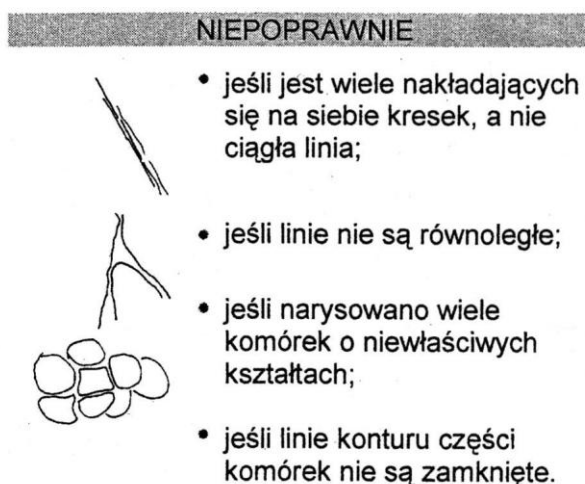 NIEPOPRAWNIE
• jeśli jest wiele nakładających
się na siebie kresek, a nie
ciągła linia;
• jeśli linie nie są równoległe;
• jeśli narysowano wiele
komórek o niewłaściwych
kształtach;
• jeśli linie konturu części
komórek nie są zamknięte.